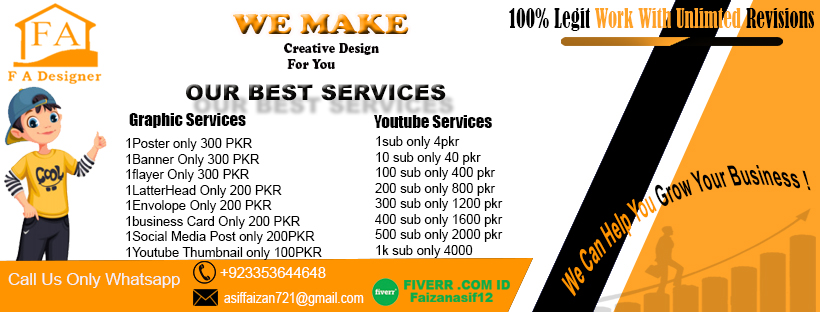 FA
F A Designer
WE MAKE
Creative Design
For You
100% Legit Work With Unlimted Revisions
OUR BEST SERVICES
Graphic Services
1Poster only 300 PKR
1Banner Only 300 PKR
1flayer Only 300 PKR
1LatterHead Only 200 PKR
1Envolope Only 200 PKR
1business Card Only 200 PKR
1Social Media Post only 200PKR
1Youtube Thumbnail only 100PKR
Youtube Services
1sub only 4pkr
10 sub only 40 pkr
100 sub only 400 pkr
200 sub only 800 pkr
300 sub only 1200 pkr
400 sub only 1600 pkr
500 sub only 2000 pkr
1k sub only 4000
COOL
We Can Help You Grow Your Business !
Call Us Only Whatsapp
+923353644648
asiffaizan721@gmail.com
fiverr
FIVERR .COM ID
Faizanasif12